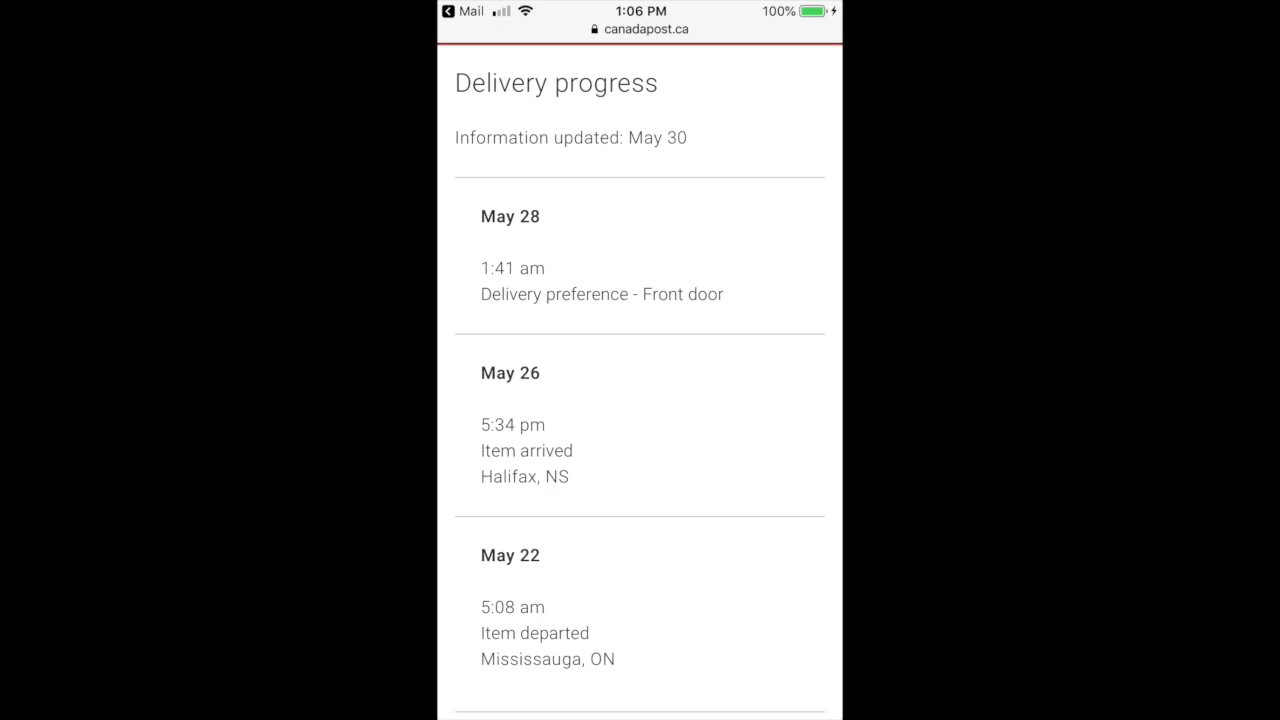 Mail 1:06 PM 100%
canadapost.ca
Delivery progress
Information updated: May 30
May 28
1:41 am
Delivery preference - Front door
May 26
5:34 pm
Item arrived
Halifax, NS
May 22
5:08 am
Item departed
Mississauga, ON